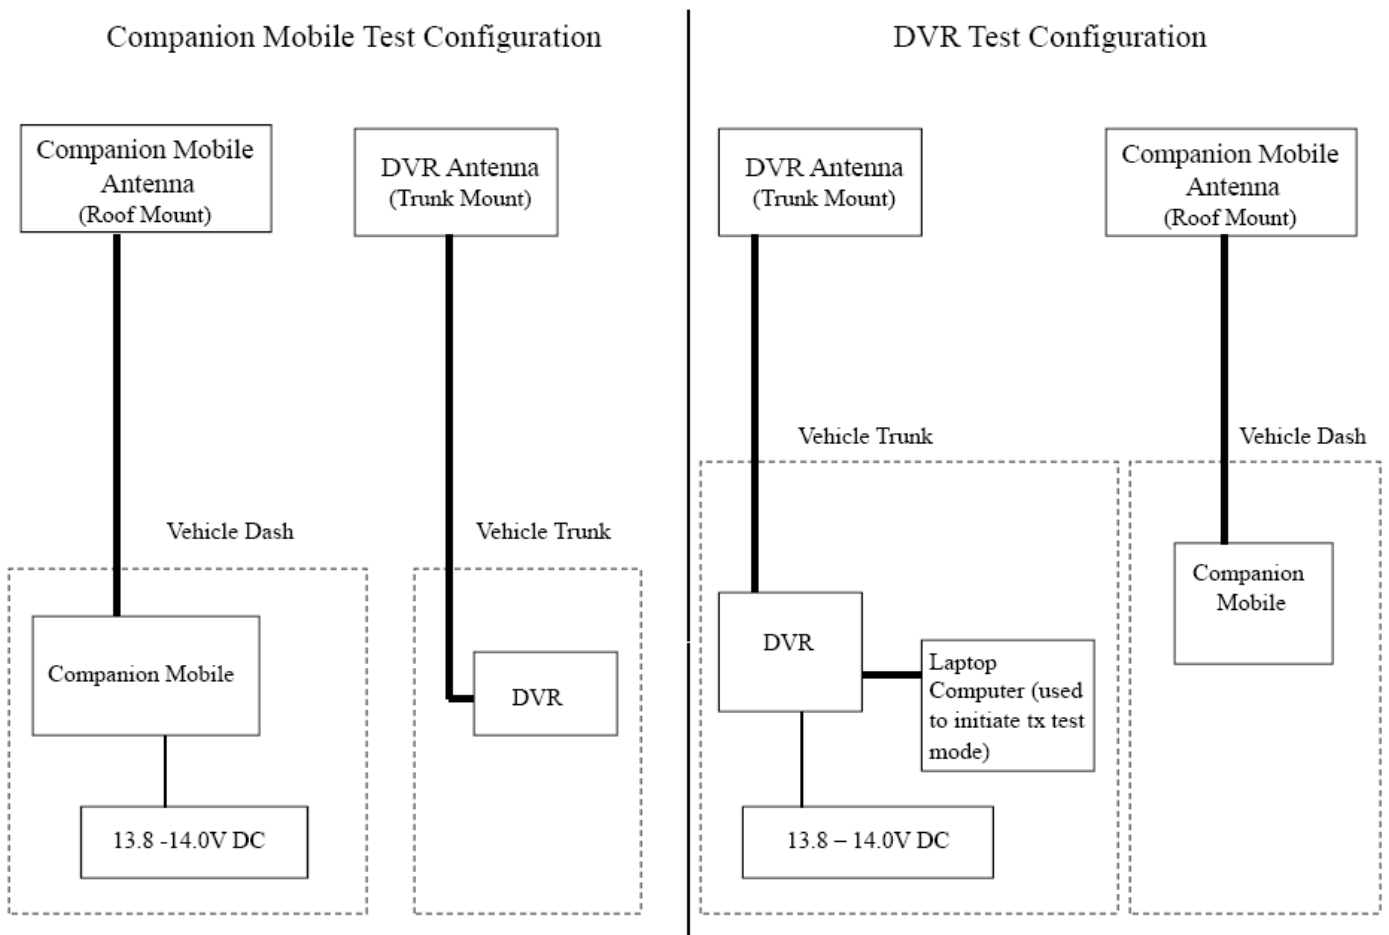 Companion Mobile Test Configuration
Companion Mobile
Antenna
(Roof Mount)
DVR Antenna
(Trunk Mount)
Vehicle Dash
Vehicle Trunk
Companion Mobile
DVR
13.8 -14.0V DC
DVR Test Configuration
DVR Antenna
(Trunk Mount)
Companion Mobile
Antenna
(Roof Mount)
Vehicle Trunk
Vehicle Dash
DVR
Laptop
Computer (used
to initiate tx test
mode)
Companion
Mobile
13.8 – 14.0V DC